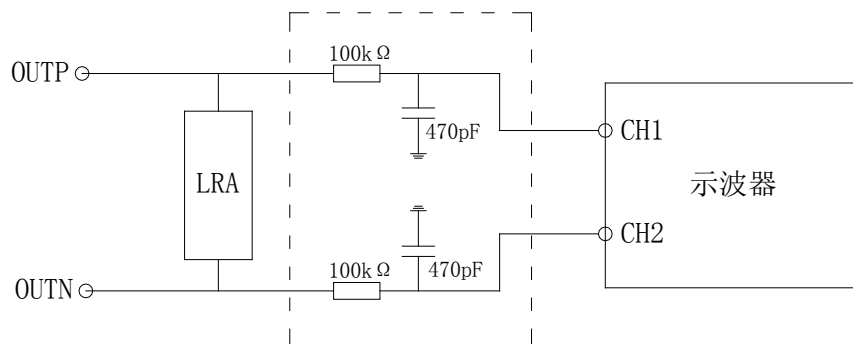 100kΩ
OUTP
470pF
CH1
LRA
示波器
CH2
470pF
100kΩ
OUTN